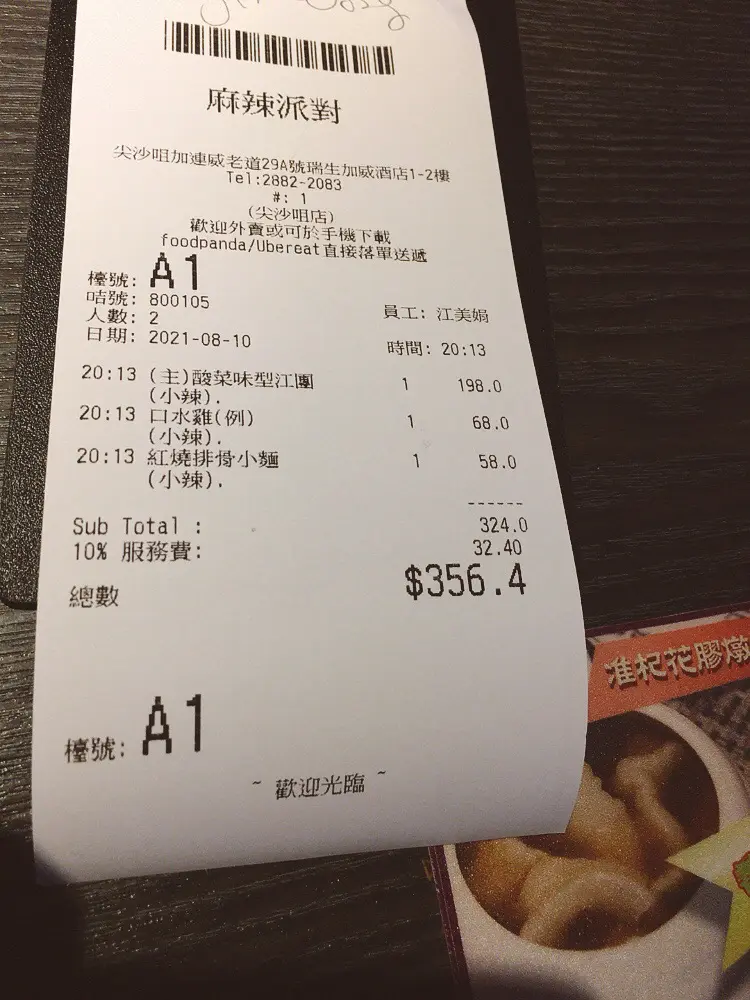 麻辣派對
尖沙咀加連威老道29A號瑞生加威酒店1-2樓
Tel:2882-2083
#: 1
(尖沙咀店)
歡迎外賣或可於手機下載
foodpanda/Ubereat直接落單送遞
檯號: A1
咭號: 800105
人數: 2 員工: 江美娟
日期: 2021-08-10 時間: 20:13
20:13 (主)酸菜味型江團 1 198.0
(小辣).
20:13 口水雞(例) 1 68.0
(小辣).
20:13 紅燒排骨小麵 1 58.0
(小辣).
------
Sub Total : 324.0
10% 服務費: 32.40
總數 $356.4
檯號: A1
~ 歡迎光臨 ~
淮杞花膠燉